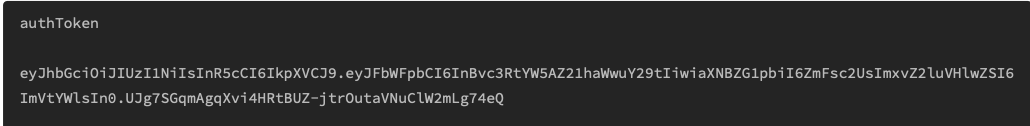 authToken
eyJhbGciOiJIUzI1NiIsInR5cCI6IkpXVCJ9.eyJFbWFpbCI6InBvc3RtYW5AZ21haWwuY29tIiwiaXNBZG1pbiI6ZmFsc2UsImxvZ2luVHlwZSI6
ImVtYWlsIn0.UJg7SGqmAgqXvi4HRtBUZ-jtrOutaVNuClW2mLg74eQ